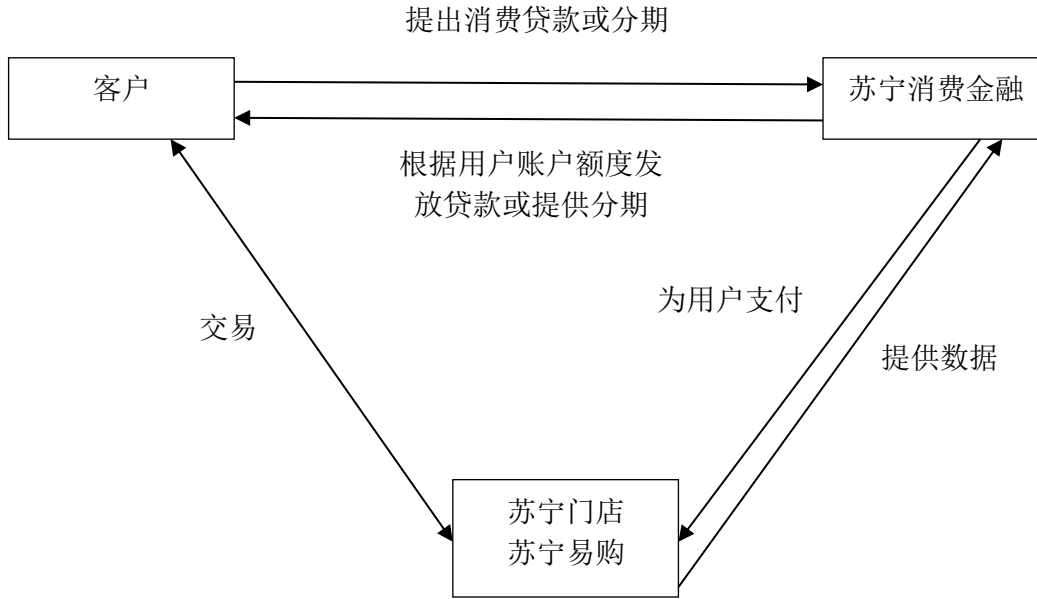 提出消费贷款或分期
客户
苏宁消费金融
根据用户账户额度发
放贷款或提供分期
为用户支付
交易
提供数据
苏宁门店
苏宁易购